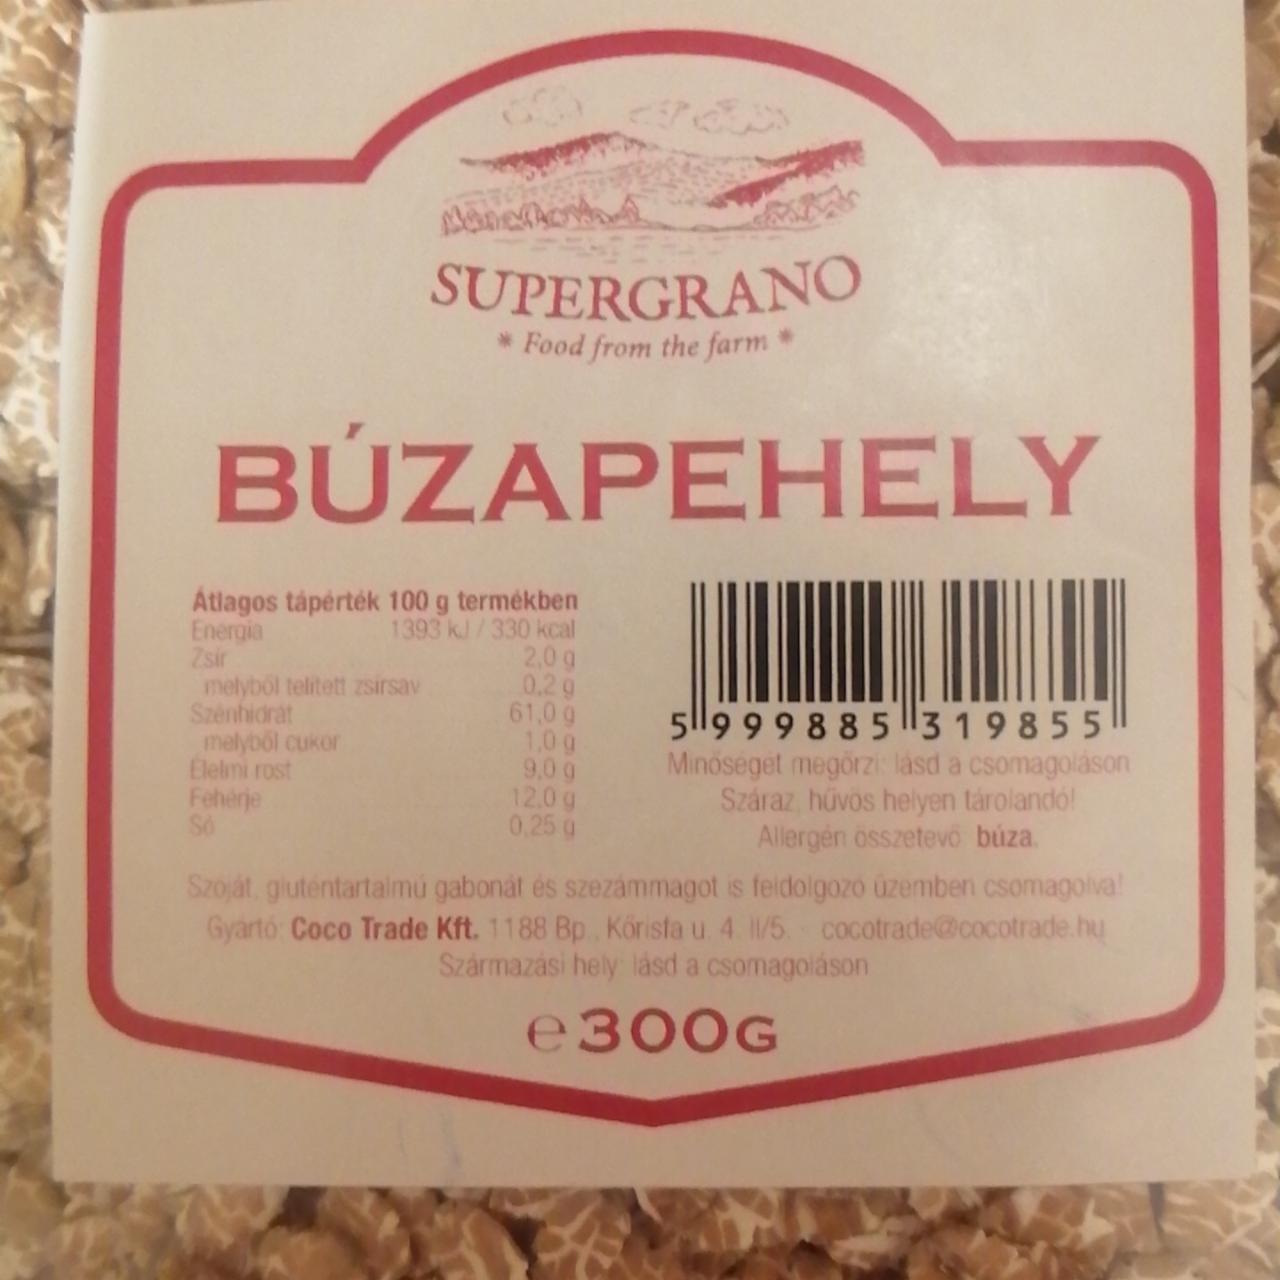 SUPERGRANO
* Food from the farm *
BÚZAPEHELY
Átlagos tápérték 100 g termékben
Energia 1393 kJ / 330 kcal
Zsír 2,0 g
melyből telített zsírsav 0,2 g
Szénhidrát 61,0 g
melyből cukor 1,0 g
Élelmi rost 9,0 g
Fehérje 12,0 g
Só 0,25 g
5 999885 319855
Minőségét megőrzi: lásd a csomagoláson
Száraz, hűvös helyen tárolandó!
Allergén összetevő: búza.
Szóját, gluténtartalmú gabonát és szezámmagot is feldolgozó üzemben csomagolva!
Gyártó: Coco Trade Kft. 1188 Bp., Kőrisfa u. 4. II/5. · cocotrade@cocotrade.hu
Származási hely: lásd a csomagoláson
e 300G